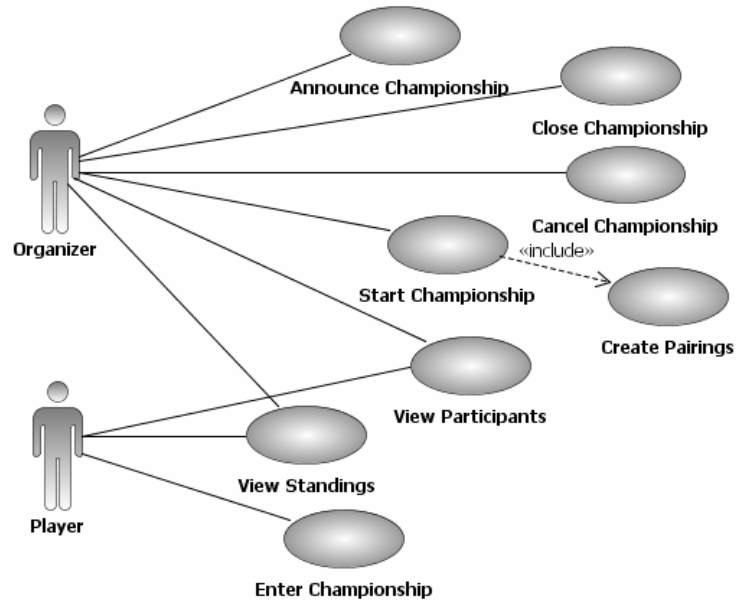 Announce Championship
Close Championship
Organizer
Cancel Championship
«include»
Start Championship
Create Pairings
View Participants
View Standings
Player
Enter Championship